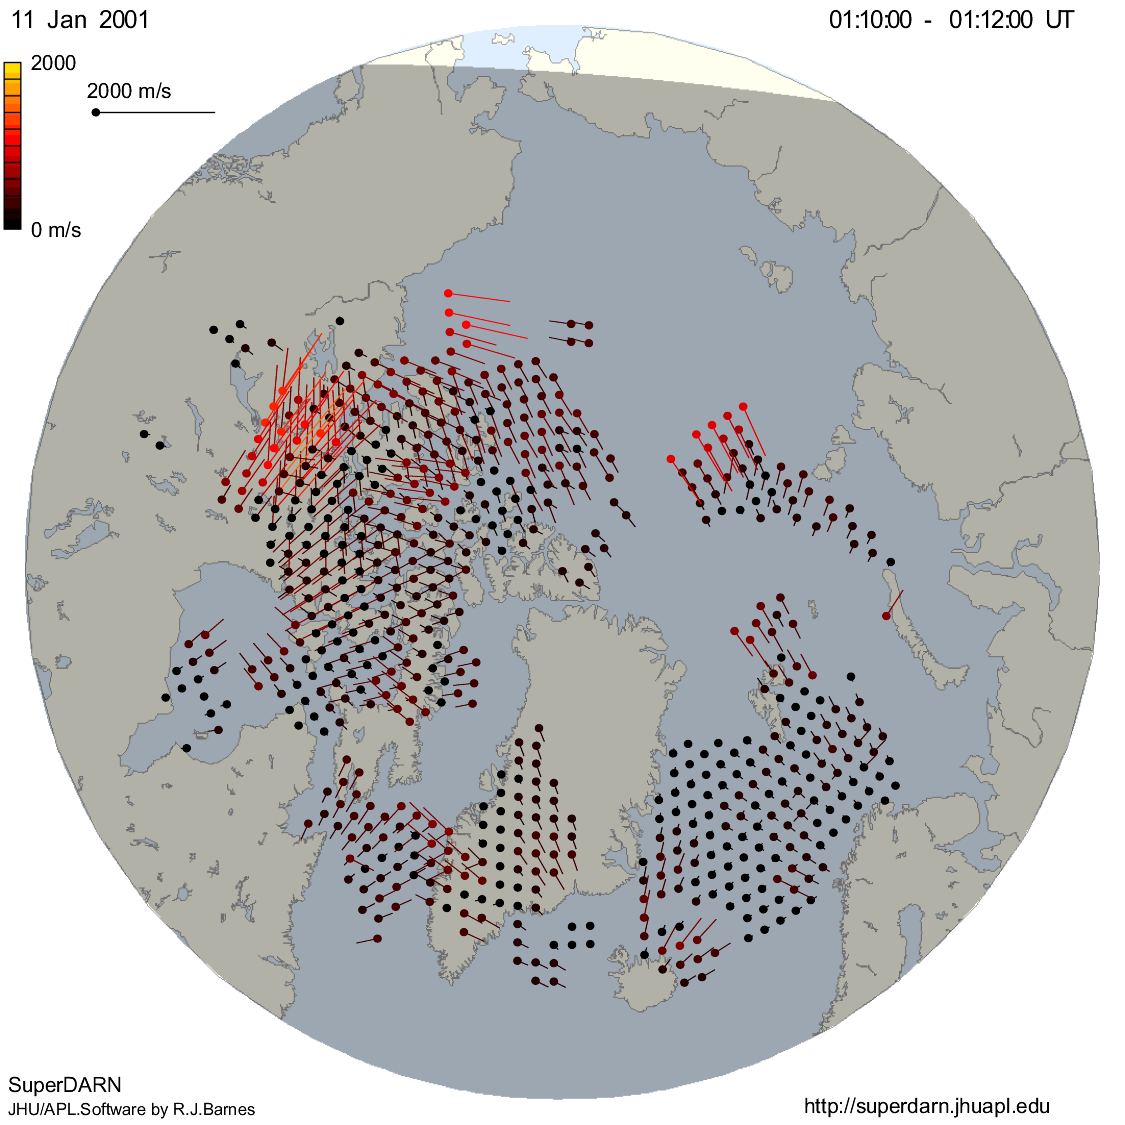 11 Jan 2001
01:10:00 - 01:12:00 UT
2000
2000 m/s
0 m/s
SuperDARN
JHU/APL.Software by R.J.Barnes
http://superdarn.jhuapl.edu